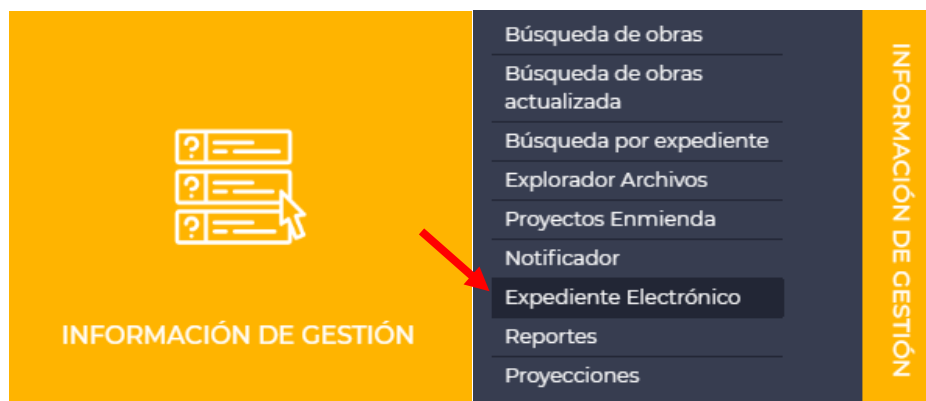 INFORMACIÓN DE GESTIÓN
Búsqueda de obras
Búsqueda de obras
actualizada
Búsqueda por expediente
Explorador Archivos
Proyectos Enmienda
Notificador
Expediente Electrónico
Reportes
Proyecciones
INFORMACIÓN DE GESTIÓN